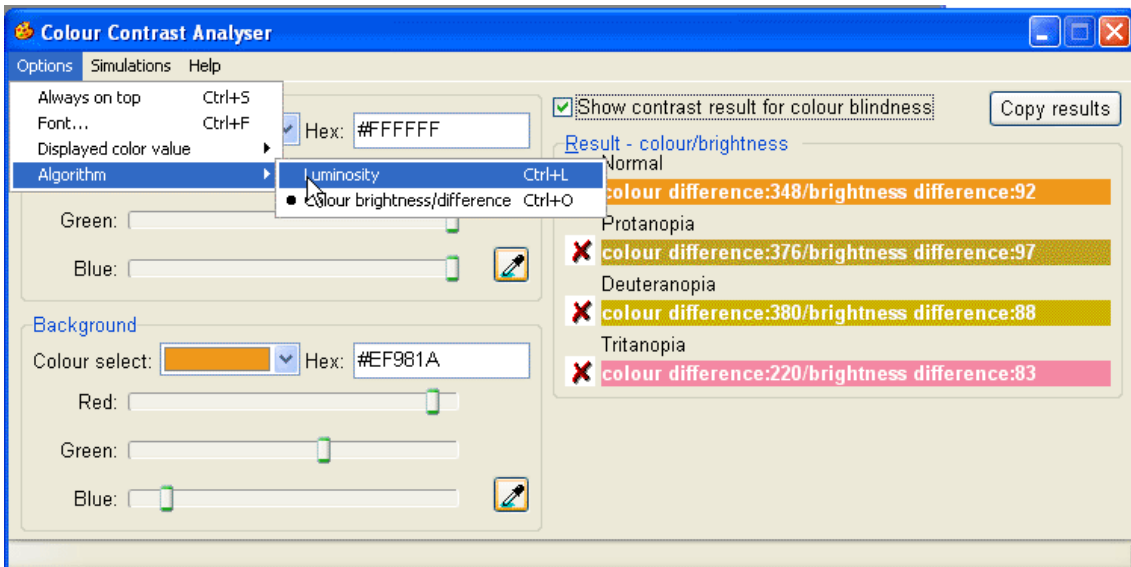 Colour Contrast Analyser
Options Simulations Help
Always on top Ctrl+S
Font... Ctrl+F
Displayed color value
Algorithm
Luminosity Ctrl+L
Colour brightness/difference Ctrl+O
Hex: #FFFFFF
Green:
Blue:
Background
Colour select: Hex: #EF981A
Red:
Green:
Blue:
Show contrast result for colour blindness
Copy results
Result - colour/brightness
Normal
colour difference:348/brightness difference:92
Protanopia
colour difference:376/brightness difference:97
Deuteranopia
colour difference:380/brightness difference:88
Tritanopia
colour difference:220/brightness difference:83